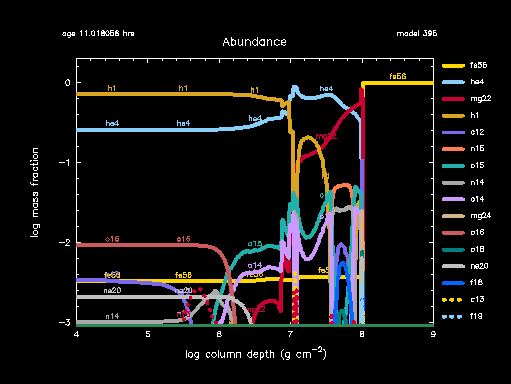 age 11.018056 hrs
model 395
Abundance
log mass fraction
0
−1
−2
−3
4
5
6
7
8
9
log column depth (g cm⁻²)
h1 h1 h1
he4 he4 he4 he4
fe56
mg22
o16 o16
o15
o14
fe56 fe56
ne20 ne20
n14 n14
fe56
he4
mg22
h1
c12
n15
o15
n14
o14
mg24
o16
o18
ne20
f18
c13
f19